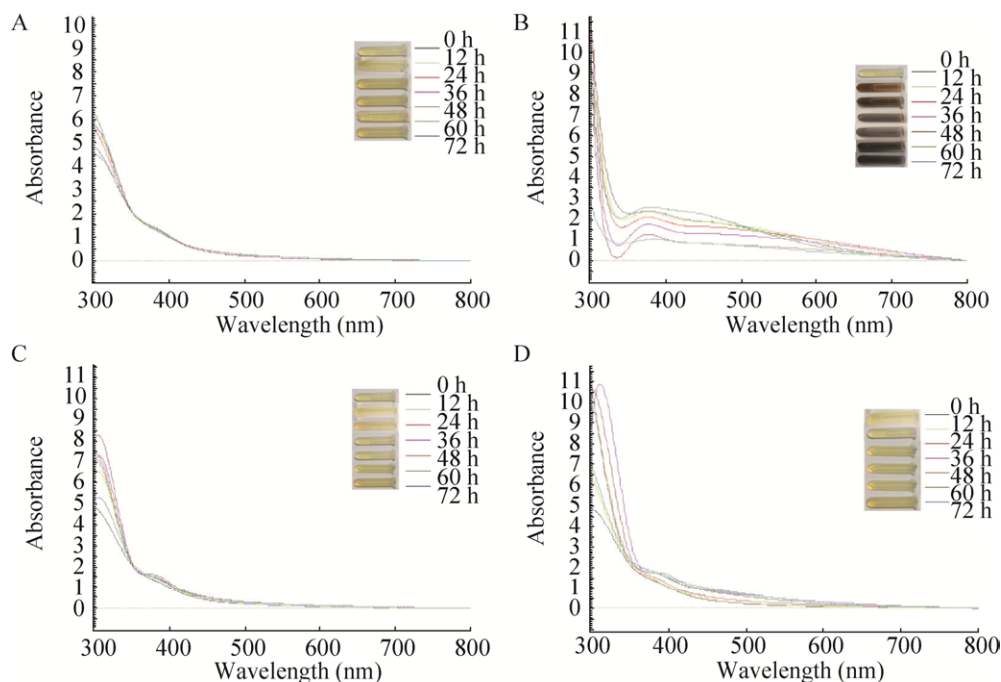 A
10
9
8
7
6
5
4
3
2
1
0
Absorbance
300 400 500 600 700 800
Wavelength (nm)
0 h
12 h
24 h
36 h
48 h
60 h
72 h
B
11
10
9
8
7
6
5
4
3
2
1
0
Absorbance
300 400 500 600 700 800
Wavelength (nm)
0 h
12 h
24 h
36 h
48 h
60 h
72 h
C
11
10
9
8
7
6
5
4
3
2
1
0
Absorbance
300 400 500 600 700 800
Wavelength (nm)
0 h
12 h
24 h
36 h
48 h
60 h
72 h
D
11
10
9
8
7
6
5
4
3
2
1
0
Absorbance
300 400 500 600 700 800
Wavelength (nm)
0 h
12 h
24 h
36 h
48 h
60 h
72 h